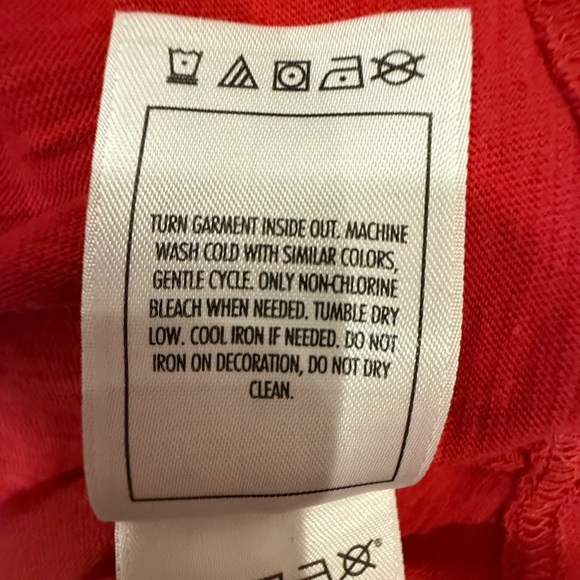 TURN GARMENT INSIDE OUT. MACHINE
WASH COLD WITH SIMILAR COLORS,
GENTLE CYCLE. ONLY NON-CHLORINE
BLEACH WHEN NEEDED. TUMBLE DRY
LOW. COOL IRON IF NEEDED. DO NOT
IRON ON DECORATION, DO NOT DRY
CLEAN.